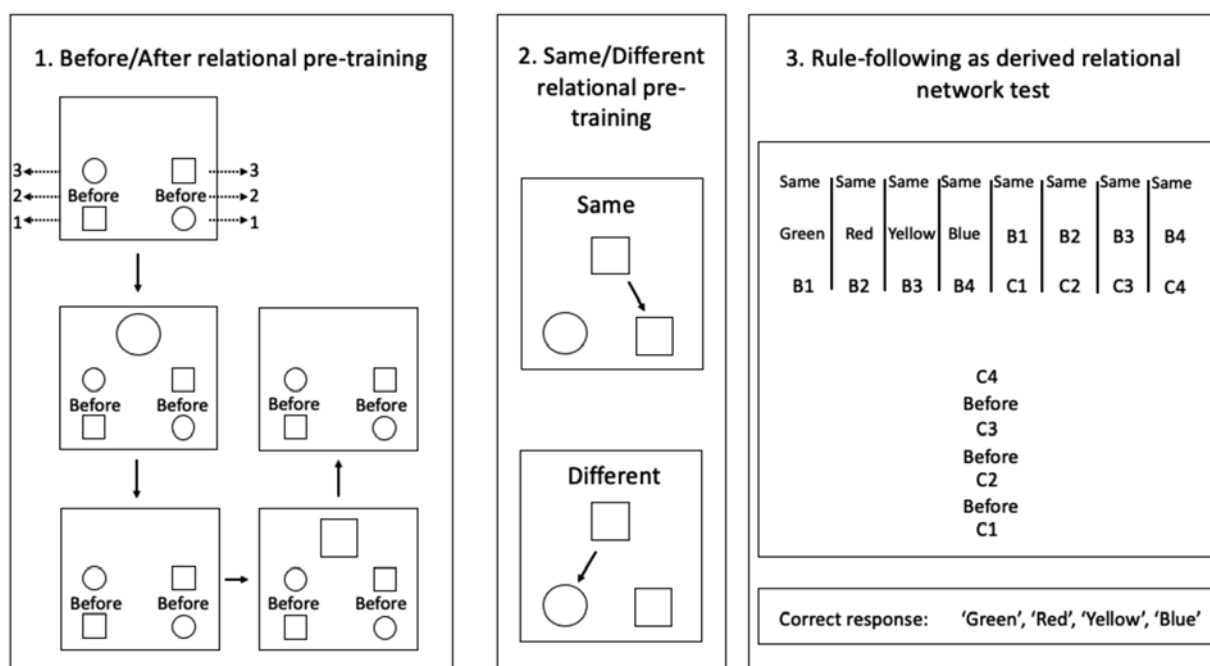 1. Before/After relational pre-training
3 3
2 Before Before 2
1 1
Before Before
Before Before
Before Before
Before Before
2. Same/Different
relational pre-
training
Same
Different
3. Rule-following as derived relational
network test
Same Same Same Same Same Same Same Same
Green Red Yellow Blue B1 B2 B3 B4
B1 B2 B3 B4 C1 C2 C3 C4
C4
Before
C3
Before
C2
Before
C1
Correct response: 'Green', 'Red', 'Yellow', 'Blue'